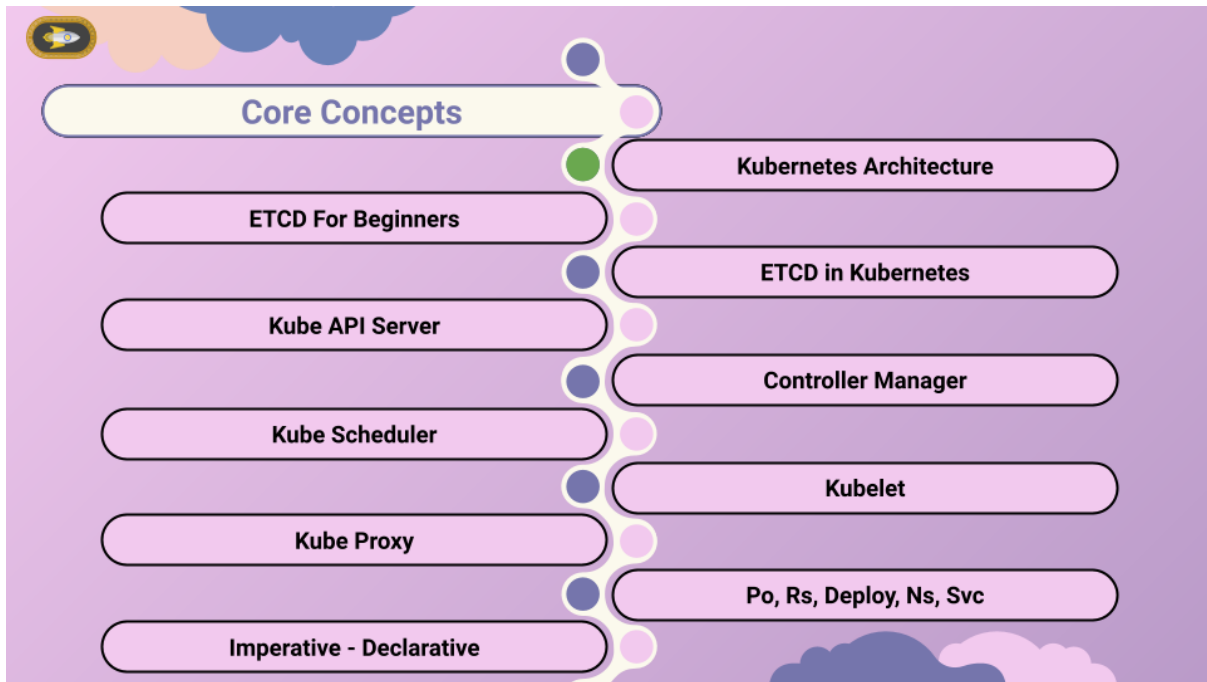 Core Concepts
Kubernetes Architecture
ETCD For Beginners
ETCD in Kubernetes
Kube API Server
Controller Manager
Kube Scheduler
Kubelet
Kube Proxy
Po, Rs, Deploy, Ns, Svc
Imperative - Declarative